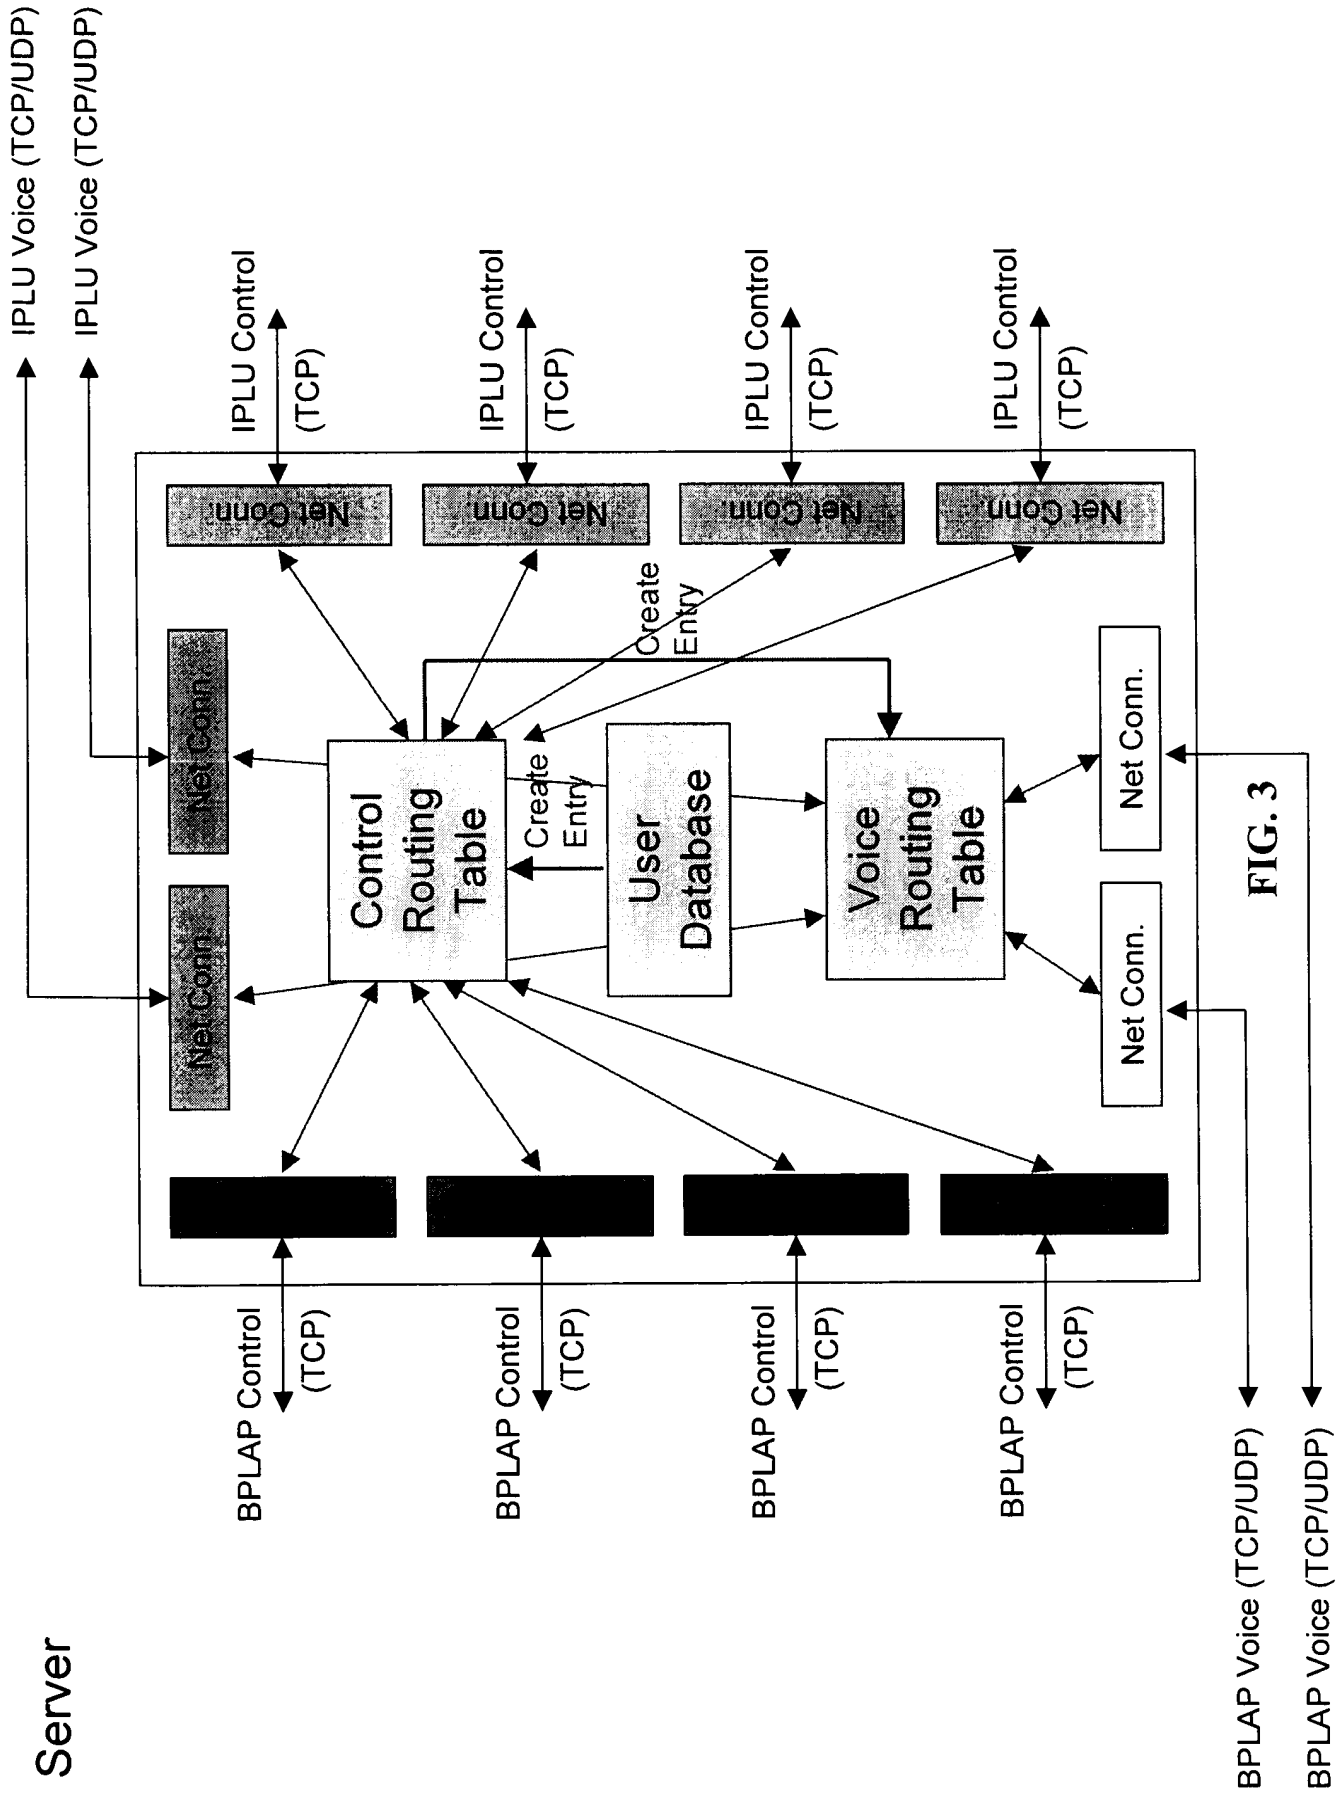 Server
IPLU Voice (TCP/UDP)
IPLU Voice (TCP/UDP)
BPLAP Control
(TCP)
BPLAP Control
(TCP)
BPLAP Control
(TCP)
BPLAP Control
(TCP)
Net Conn.
Net Conn.
Control
Routing
Table
Create
Entry
User
Database
Create
Entry
Voice
Routing
Table
Net Conn.
Net Conn.
Net Conn.
Net Conn.
Net Conn.
Net Conn.
IPLU Control
(TCP)
IPLU Control
(TCP)
IPLU Control
(TCP)
IPLU Control
(TCP)
BPLAP Voice (TCP/UDP)
BPLAP Voice (TCP/UDP)
FIG. 3